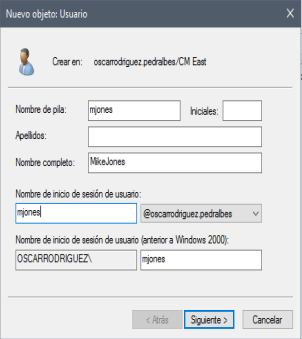 Nuevo objeto: Usuario
Crear en: oscarrodriguez.pedralbes/CM East
Nombre de pila: mjones Iniciales:
Apellidos:
Nombre completo: MikeJones
Nombre de inicio de sesión de usuario:
mjones @oscarrodriguez.pedralbes
Nombre de inicio de sesión de usuario (anterior a Windows 2000):
OSCARRODRIGUEZ\ mjones
< Atrás Siguiente > Cancelar